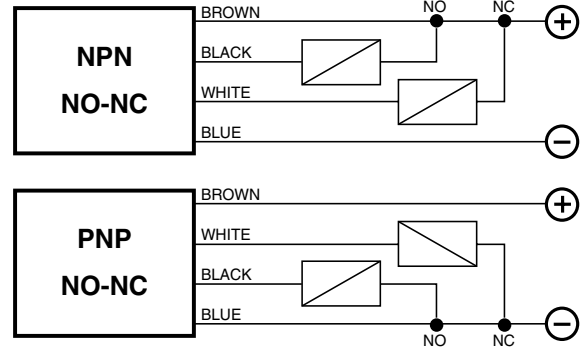 BROWN NO NC +
NPN
NO-NC
BLACK
WHITE
BLUE −
BROWN +
PNP
NO-NC
WHITE
BLACK
BLUE −
NO NC